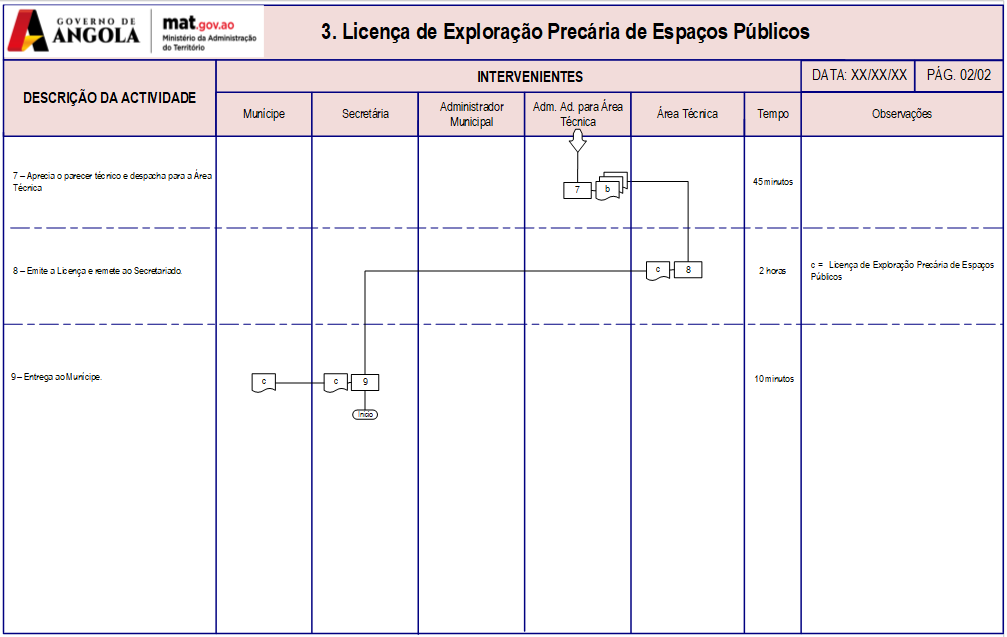 GOVERNO DE
ANGOLA
mat.gov.ao
Ministério da Administração
do Território
3. Licença de Exploração Precária de Espaços Públicos
DESCRIÇÃO DA ACTIVIDADE
INTERVENIENTES
DATA: XX/XX/XX
PÁG. 02/02
Munícipe
Secretária
Administrador
Municipal
Adm. Ad. para Área
Técnica
Área Técnica
Tempo
Observações
7 – Aprecia o parecer técnico e despacha para a Área
Técnica
7
b
45 minutos
8 – Emite a Licença e remete ao Secretariado.
c
8
2 horas
c = Licença de Exploração Precária de Espaços
Públicos
9 – Entrega ao Munícipe.
c
c
9
10 minutos
Início